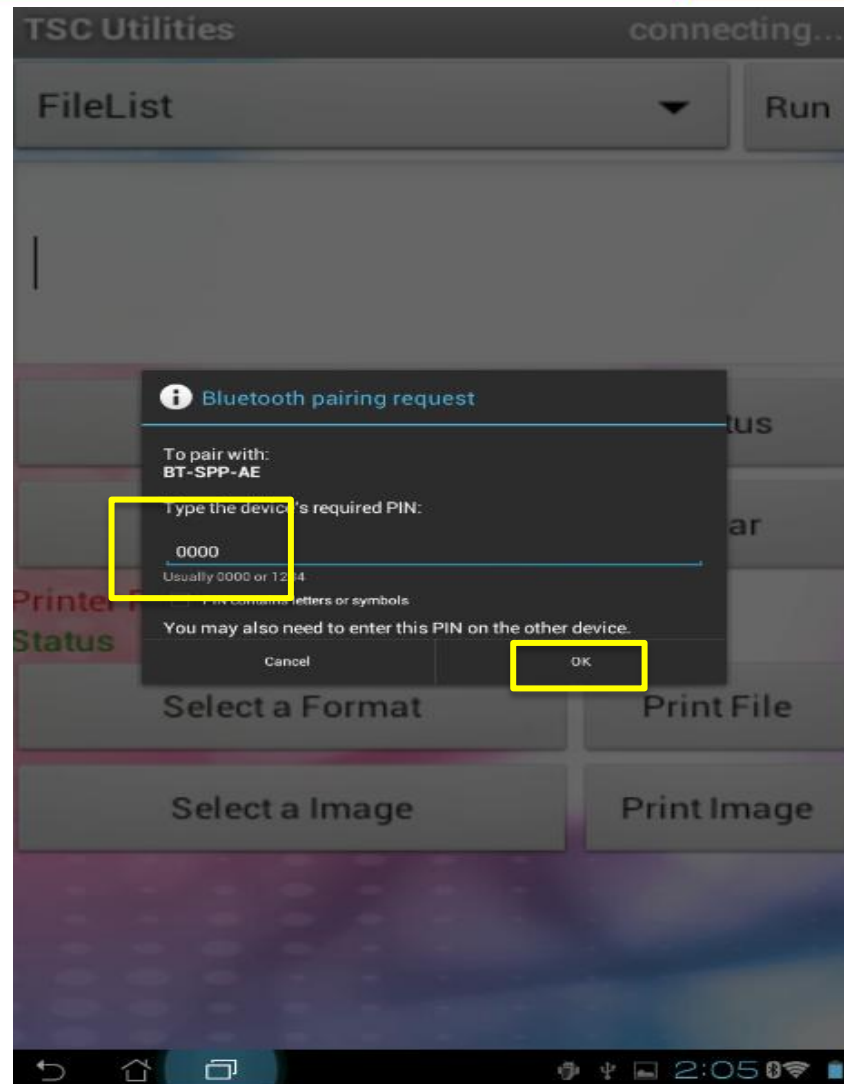 TSC Utilities connecting...
FileList Run
Bluetooth pairing request
tus
To pair with:
BT-SPP-AE
Type the device's required PIN:
ar
0000
Usually 0000 or 1234
Printer
PIN contains letters or symbols
Status
You may also need to enter this PIN on the other device.
Cancel OK
Select a Format Print File
Select a Image Print Image
2:05